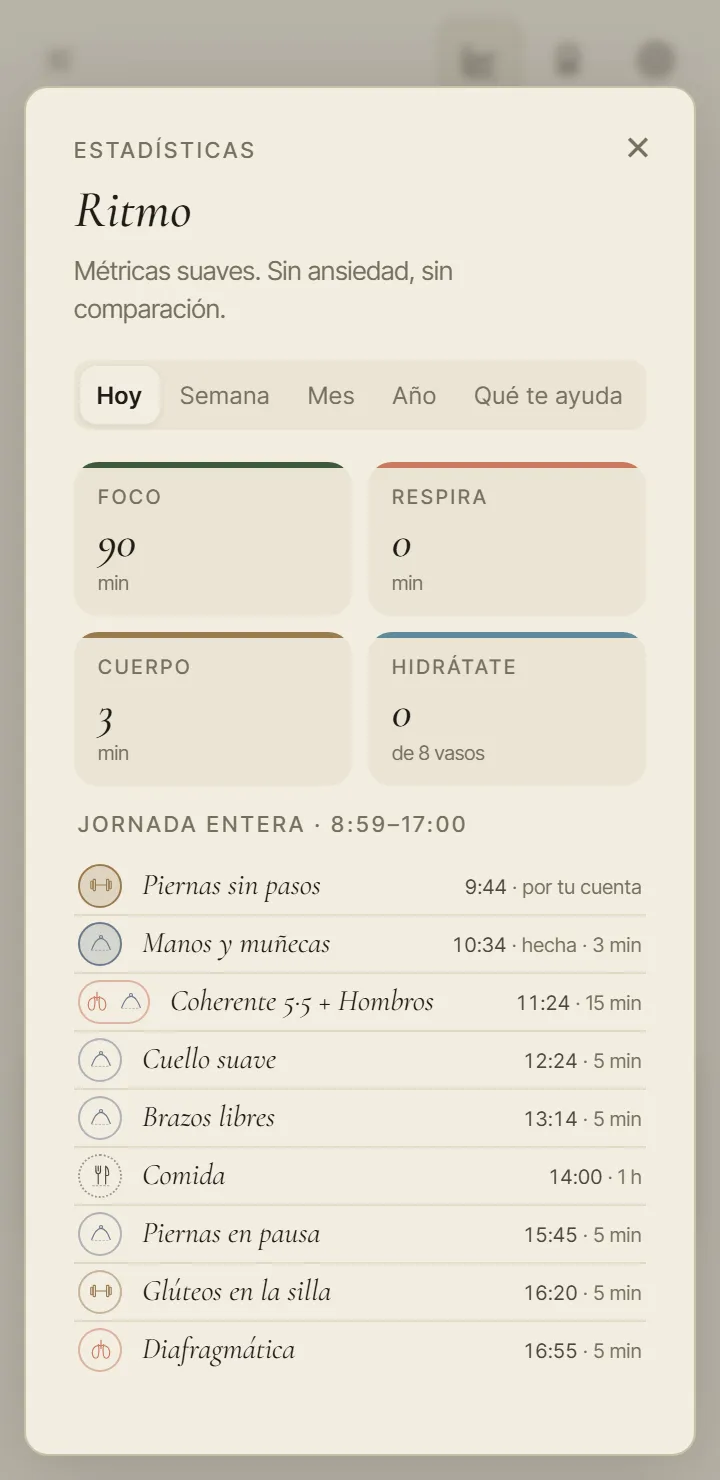 ESTADÍSTICAS
Ritmo
Métricas suaves. Sin ansiedad, sin
comparación.
Hoy Semana Mes Año Qué te ayuda
FOCO
90
min
RESPIRA
0
min
CUERPO
3
min
HIDRÁTATE
0
de 8 vasos
JORNADA ENTERA · 8:59–17:00
Piernas sin pasos 9:44 · por tu cuenta
Manos y muñecas 10:34 · hecha · 3 min
Coherente 5·5 + Hombros 11:24 · 15 min
Cuello suave 12:24 · 5 min
Brazos libres 13:14 · 5 min
Comida 14:00 · 1 h
Piernas en pausa 15:45 · 5 min
Glúteos en la silla 16:20 · 5 min
Diafragmática 16:55 · 5 min